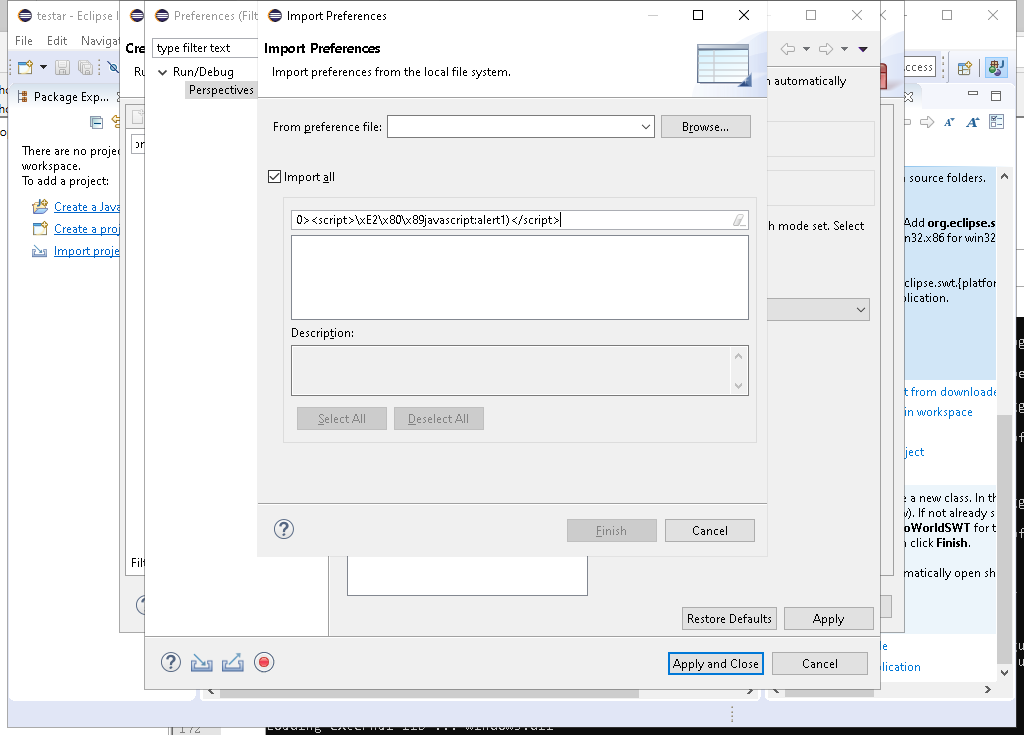 testar - Eclipse I
Preferences (Filt
Import Preferences
File Edit Navigat
Cre
type filter text
Import Preferences
Import preferences from the local file system.
Run/Debug
Perspectives
automatically
ccess
Package Exp...
From preference file:
Browse...
There are no projec
workspace.
To add a project:
Create a Java
Create a proj
Import projec
Import all
source folders.
0><script>\xE2\x80\x89javascript:alert1)</script>
Add org.eclipse.s
n32.x86 for win32
h mode set. Select
clipse.swt.{platfor
plication.
Description:
t from downloade
in workspace
Select All
Deselect All
ject
e a new class. In th
v). If not already s
oWorldSWT for t
click Finish.
Finish
Cancel
Filt
matically open sh
Restore Defaults
Apply
Apply and Close
Cancel
le
plication
172
Loading external lib ... windows.dll